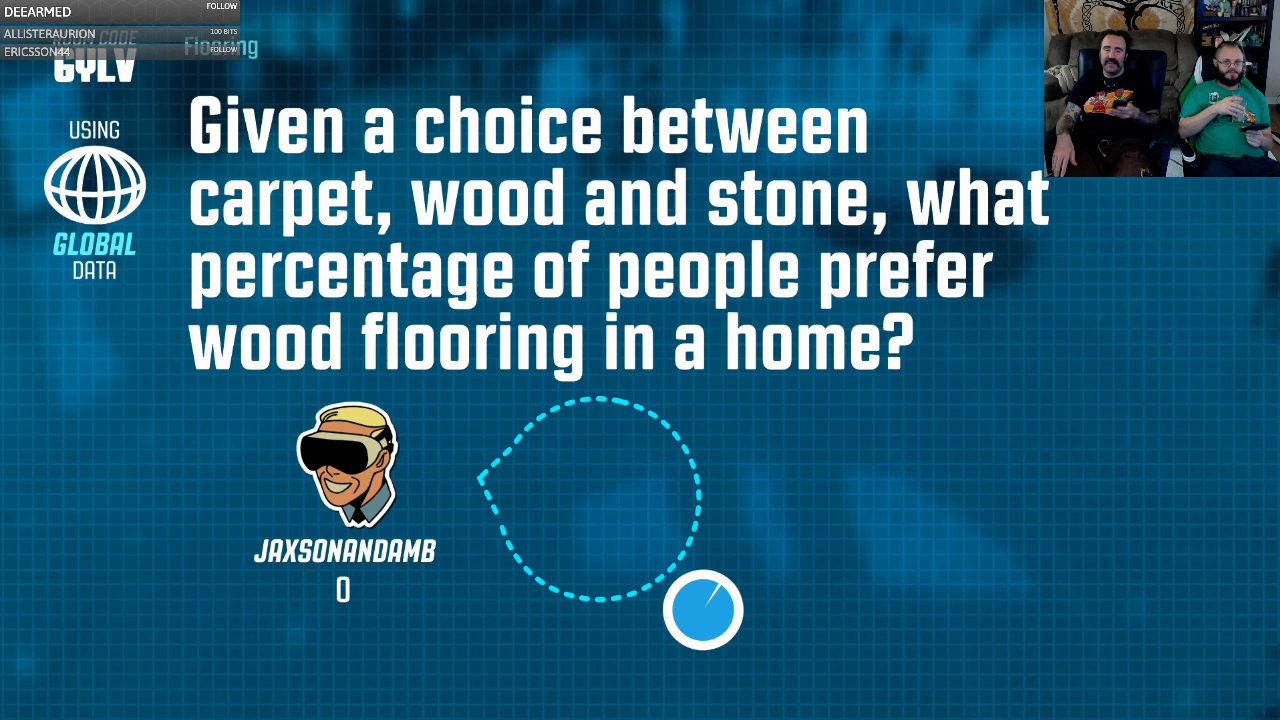 DEEARMED FOLLOW
ALLISTERAURION 100 BITS
ERICSSON44 FOLLOW
Flooring
GYLV
USING
GLOBAL
DATA
Given a choice between
carpet, wood and stone, what
percentage of people prefer
wood flooring in a home?
JAXSONANDAMB
0